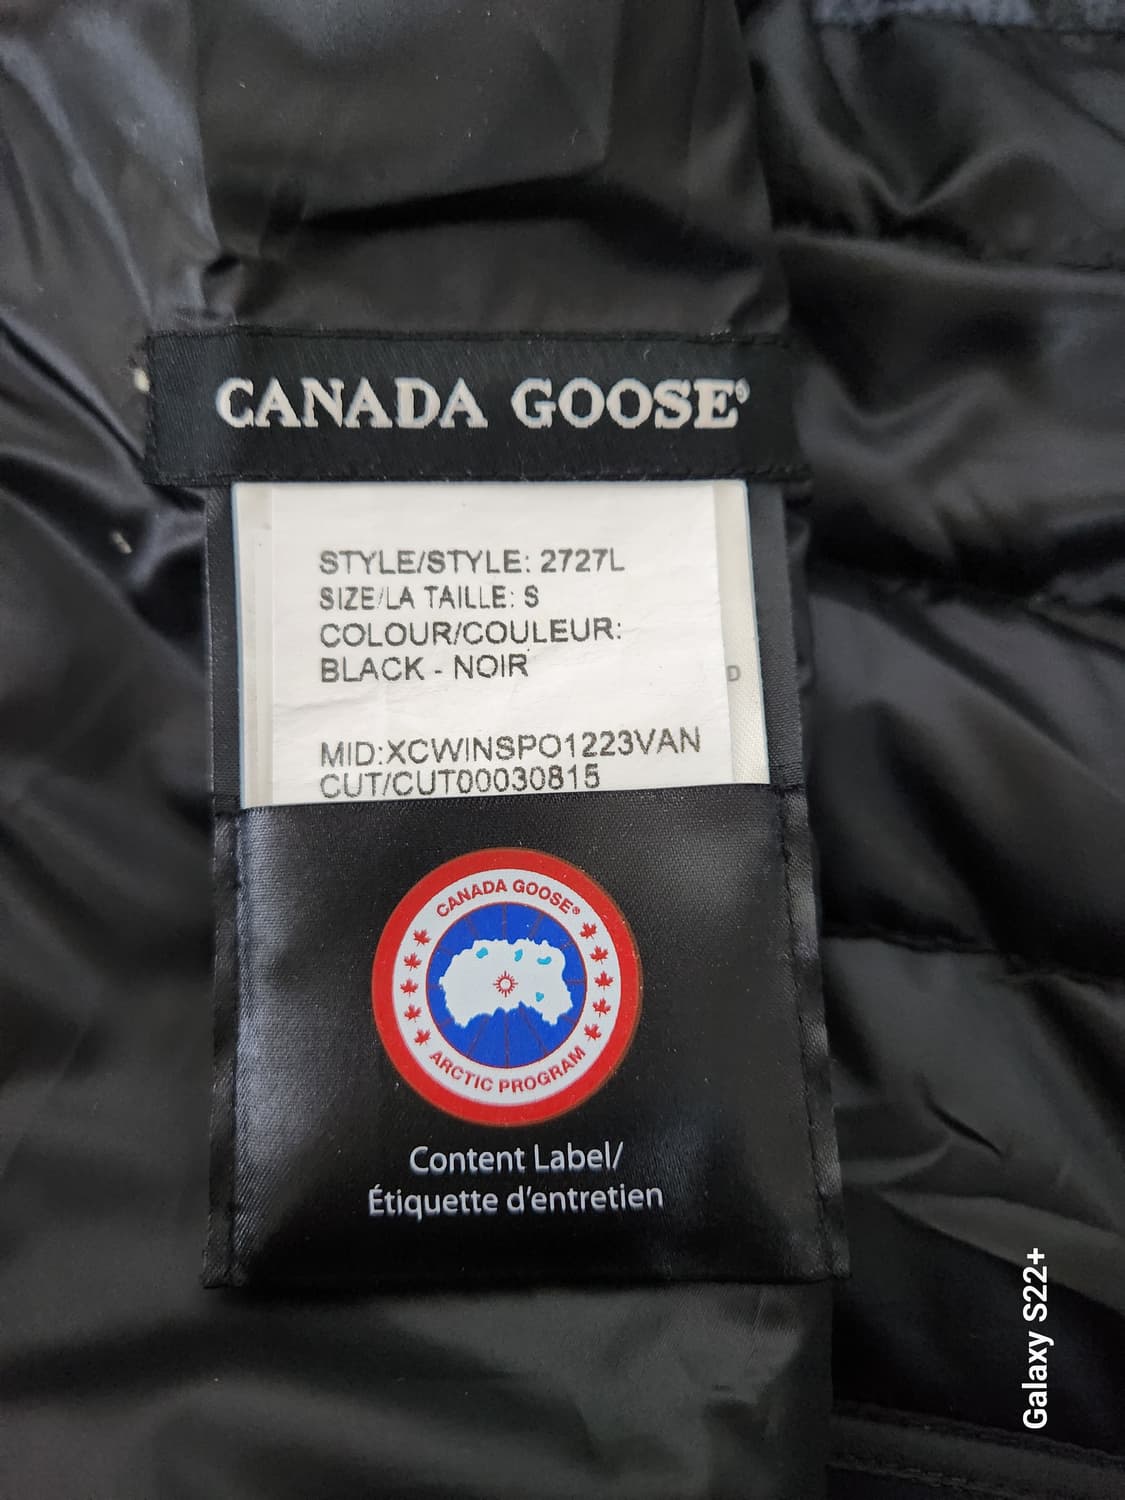 CANADA GOOSE®
STYLE/STYLE: 2727L
SIZE/LA TAILLE: S
COLOUR/COULEUR:
BLACK - NOIR
D
MID:XCWINSPO1223VAN
CUT/CUT00030815
CANADA GOOSE®
ARCTIC PROGRAM
Content Label/
Étiquette d'entretien
Galaxy S22+